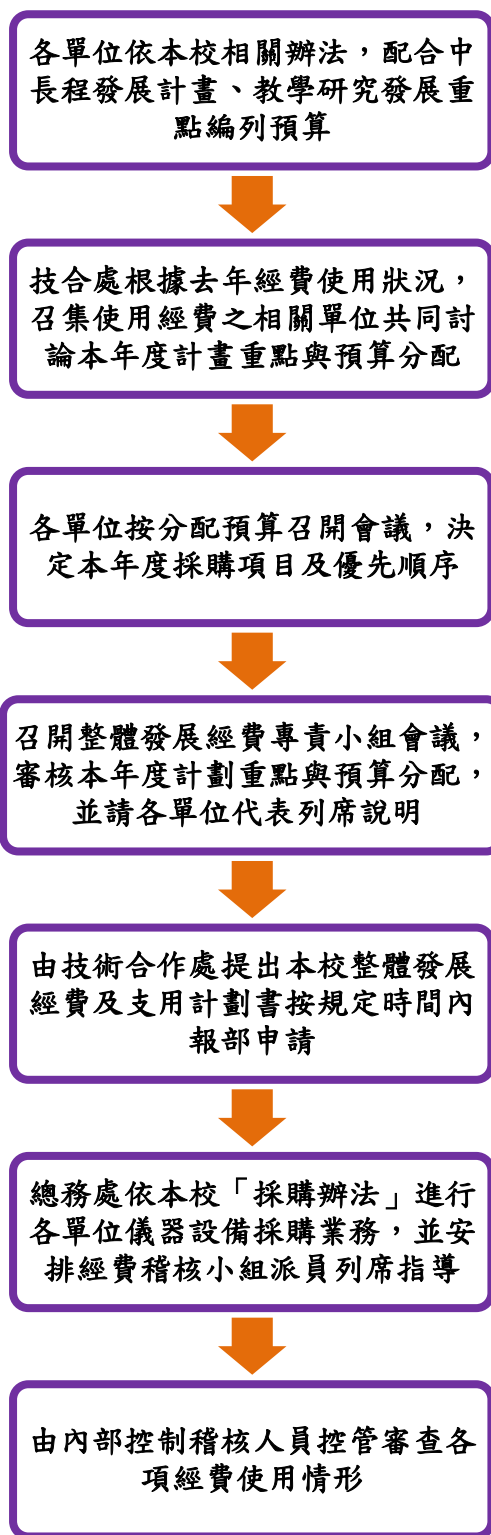 各單位依本校相關辦法，配合中
長程發展計畫、教學研究發展重
點編列預算
技合處根據去年經費使用狀況，
召集使用經費之相關單位共同討
論本年度計畫重點與預算分配
各單位按分配預算召開會議，決
定本年度採購項目及優先順序
召開整體發展經費專責小組會議，
審核本年度計劃重點與預算分配，
並請各單位代表列席說明
由技術合作處提出本校整體發展
經費及支用計劃書按規定時間內
報部申請
總務處依本校「採購辦法」進行
各單位儀器設備採購業務，並安
排經費稽核小組派員列席指導
由內部控制稽核人員控管審查各
項經費使用情形